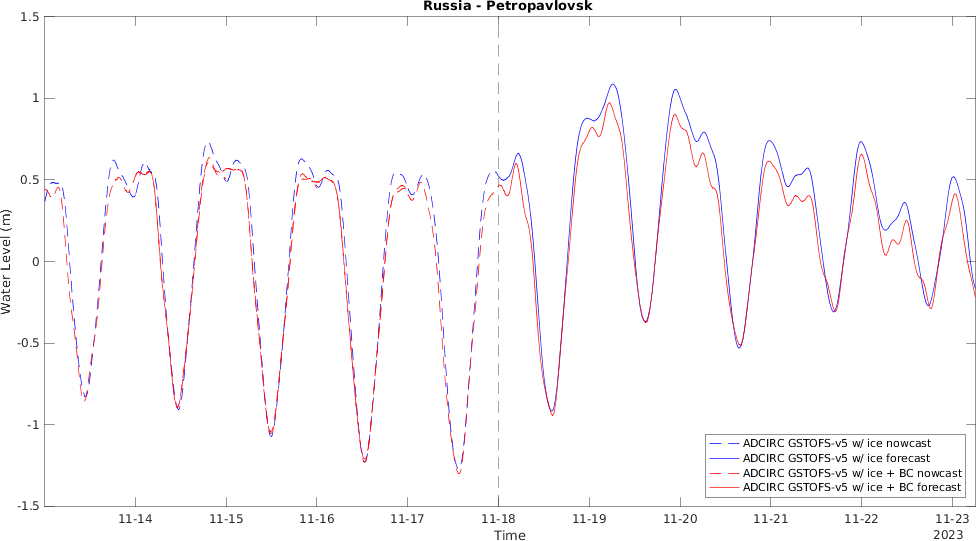 Russia - Petropavlovsk
1.5
1
0.5
0
-0.5
-1
-1.5
Water Level (m)
ADCIRC GSTOFS-v5 w/ ice nowcast
ADCIRC GSTOFS-v5 w/ ice forecast
ADCIRC GSTOFS-v5 w/ ice + BC nowcast
ADCIRC GSTOFS-v5 w/ ice + BC forecast
11-14 11-15 11-16 11-17 11-18 11-19 11-20 11-21 11-22 11-23
Time 2023